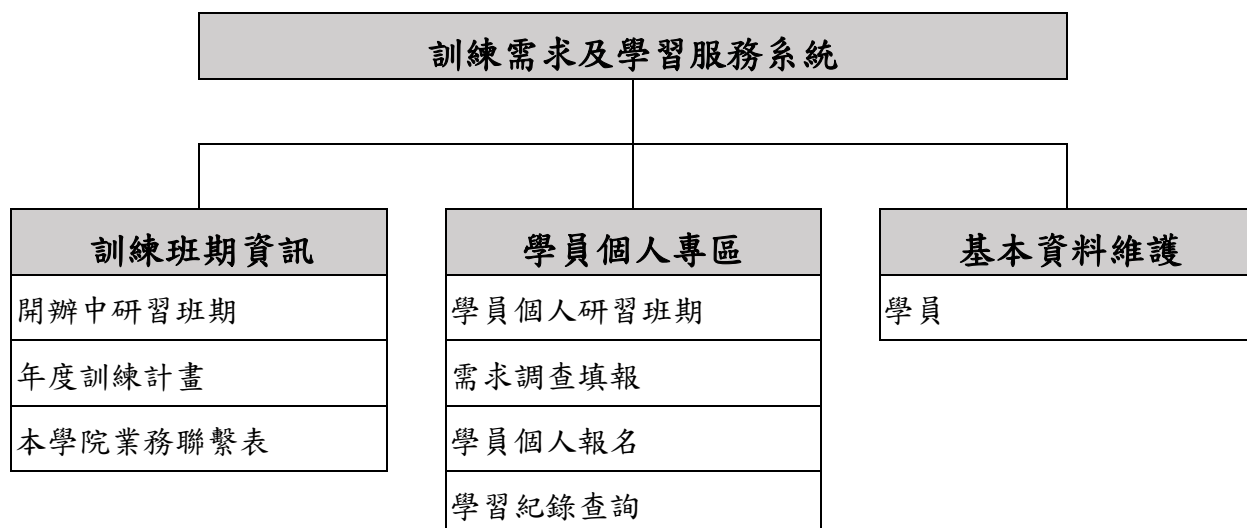 訓練需求及學習服務系統
訓練班期資訊
開辦中研習班期
年度訓練計畫
本學院業務聯繫表
學員個人專區
學員個人研習班期
需求調查填報
學員個人報名
學習紀錄查詢
基本資料維護
學員